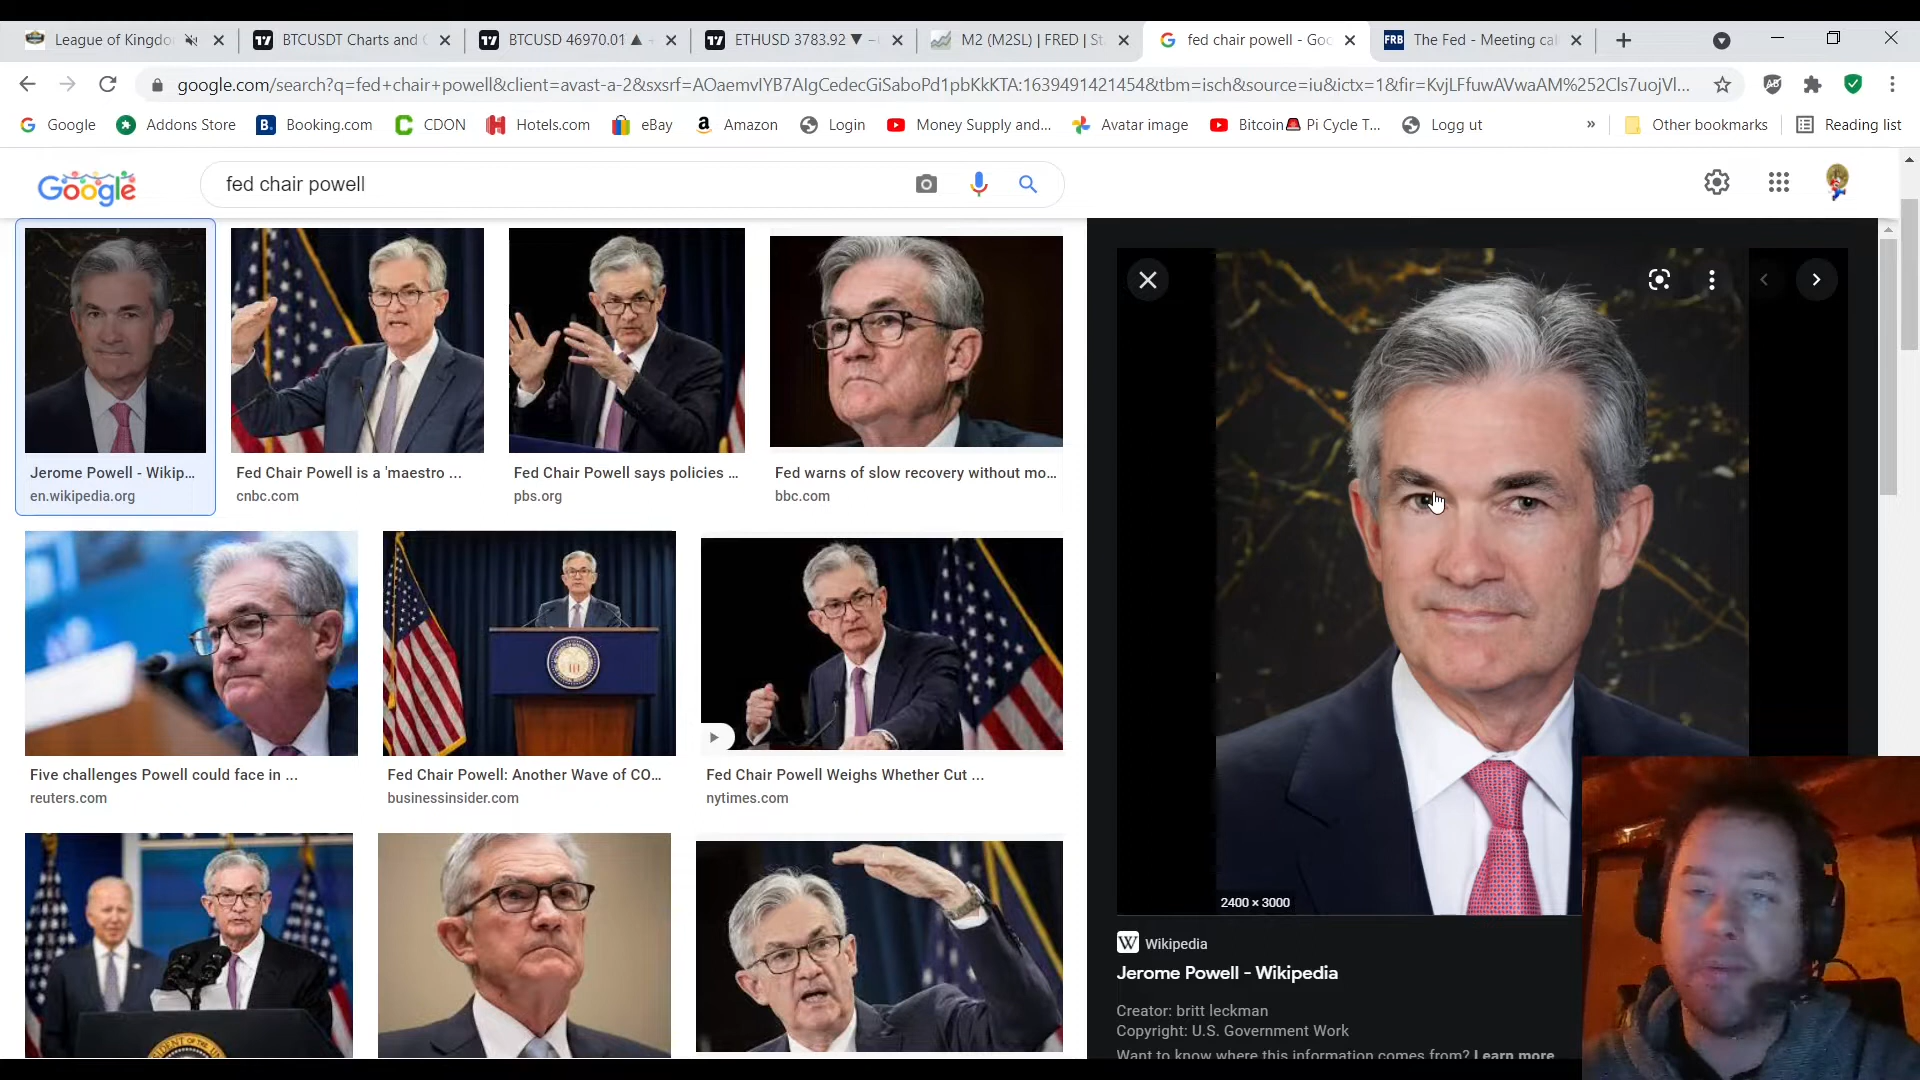 League of Kingdo
BTCUSDT Charts and
BTCUSD 46970.01 ▲
ETHUSD 3783.92 ▼
M2 (M2SL) | FRED | St
fed chair powell - Goo
FRB
The Fed - Meeting cal
google.com/search?q=fed+chair+powell&client=avast-a-2&sxsrf=AOaemvIYB7AIgCedecGiSaboPd1pbKkKTA:1639491421454&tbm=isch&source=iu&ictx=1&fir=KvjLFfuwAVwaAM%252Cls7uojVl...
Google
Addons Store
Booking.com
CDON
Hotels.com
eBay
Amazon
Login
Money Supply and...
Avatar image
Bitcoin🚨 Pi Cycle T...
Logg ut
»
Other bookmarks
Reading list
Google
fed chair powell
Jerome Powell - Wikip...
en.wikipedia.org
Fed Chair Powell is a 'maestro ...
cnbc.com
Fed Chair Powell says policies ...
pbs.org
Fed warns of slow recovery without mo...
bbc.com
Five challenges Powell could face in ...
reuters.com
Fed Chair Powell: Another Wave of CO...
businessinsider.com
Fed Chair Powell Weighs Whether Cut ...
nytimes.com
2400 × 3000
W Wikipedia
Jerome Powell - Wikipedia
Creator: britt leckman
Copyright: U.S. Government Work
Want to know where this information comes from? Learn more